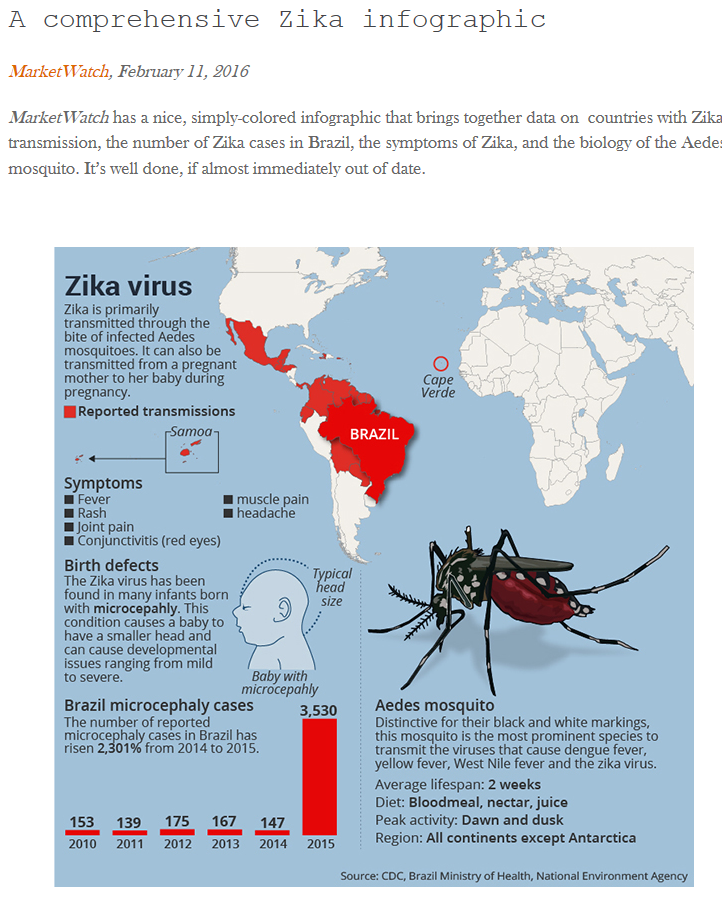 A comprehensive Zika infographic
MarketWatch, February 11, 2016
MarketWatch has a nice, simply-colored infographic that brings together data on countries with Zika
transmission, the number of Zika cases in Brazil, the symptoms of Zika, and the biology of the Aedes
mosquito. It's well done, if almost immediately out of date.
Zika virus
Zika is primarily
transmitted through the
bite of infected Aedes
mosquitoes. It can also be
transmitted from a pregnant
mother to her baby during
pregnancy.
Reported transmissions
Samoa
Cape
Verde
BRAZIL
Symptoms
Fever
Rash
Joint pain
Conjunctivitis (red eyes)
muscle pain
headache
Birth defects
The Zika virus has been
found in many infants born
with microcepahly. This
condition causes a baby to
have a smaller head and
can cause developmental
issues ranging from mild
to severe.
Typical
head
size
Baby with
microcepahly
Brazil microcephaly cases
The number of reported
microcephaly cases in Brazil has
risen 2,301% from 2014 to 2015.
153
139
175
167
147
3,530
2010
2011
2012
2013
2014
2015
Aedes mosquito
Distinctive for their black and white markings,
this mosquito is the most prominent species to
transmit the viruses that cause dengue fever,
yellow fever, West Nile fever and the zika virus.
Average lifespan: 2 weeks
Diet: Bloodmeal, nectar, juice
Peak activity: Dawn and dusk
Region: All continents except Antarctica
Source: CDC, Brazil Ministry of Health, National Environment Agency